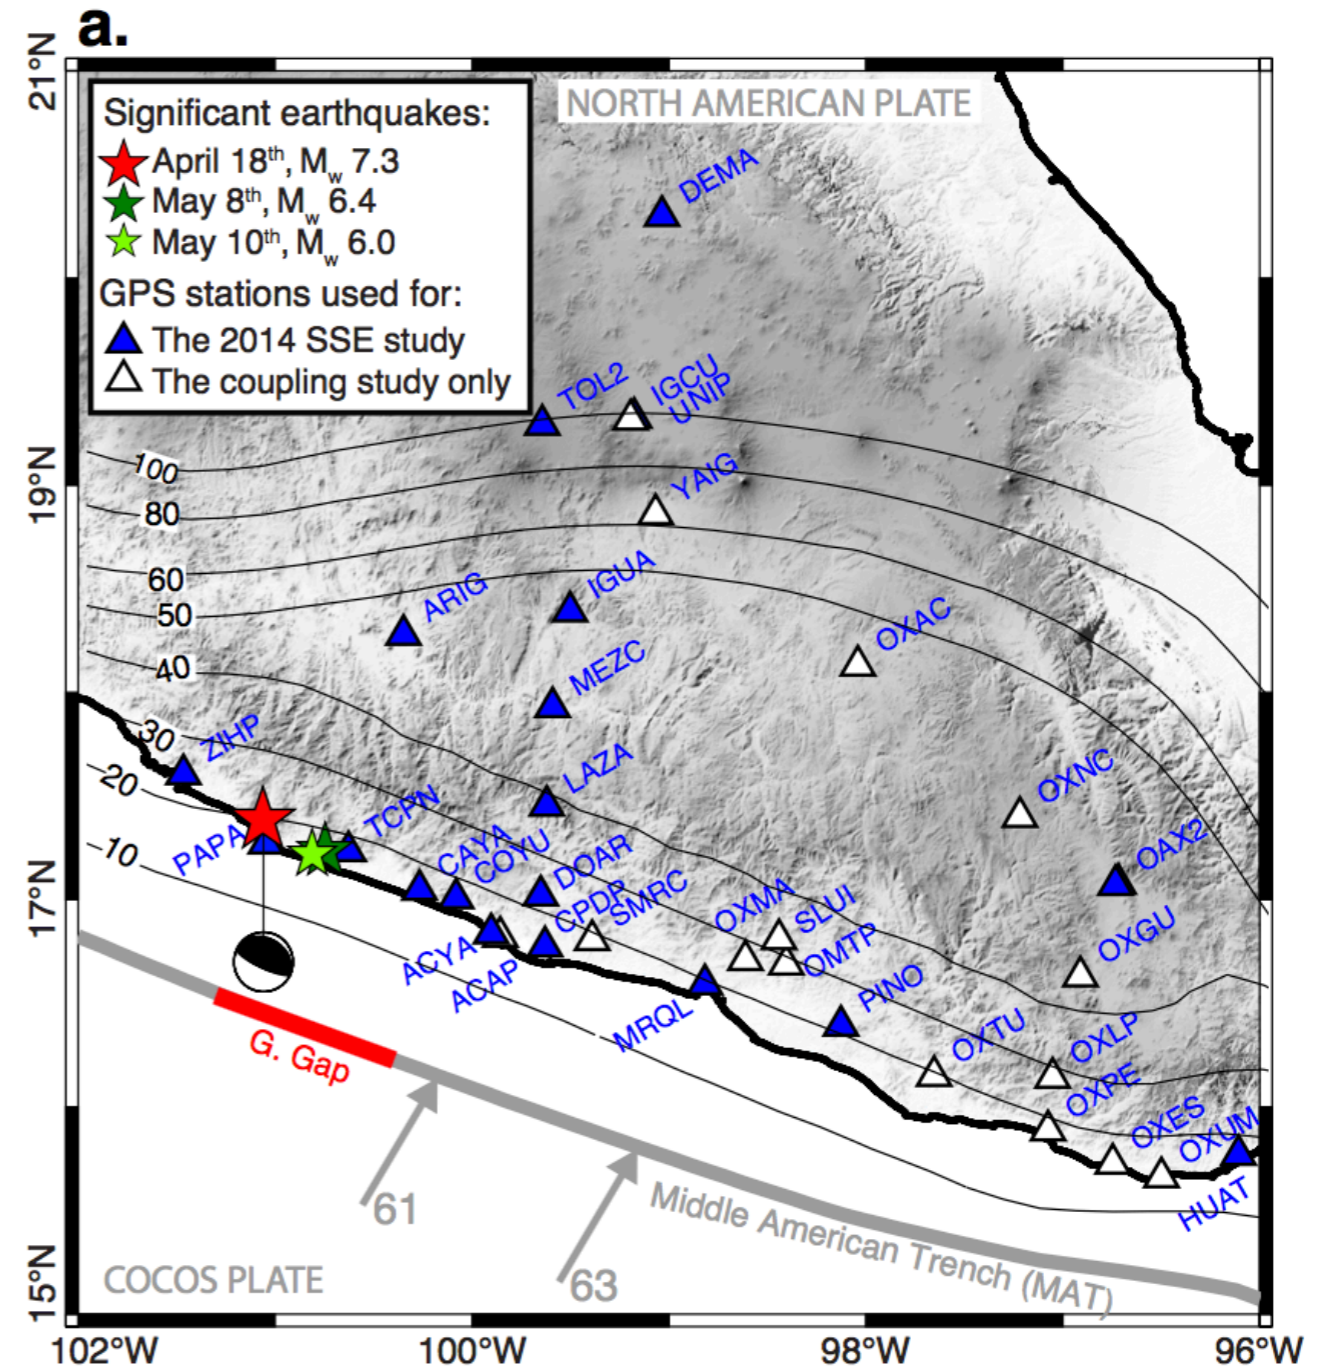 a.
21°N
19°N
17°N
15°N
102°W
100°W
98°W
96°W
Significant earthquakes:
April 18th, Mw 7.3
May 8th, Mw 6.4
May 10th, Mw 6.0
GPS stations used for:
The 2014 SSE study
The coupling study only
NORTH AMERICAN PLATE
DEMA
TOL2
IGCU
UNIP
YAIG
100
80
60
50
40
30
20
10
ARIG
IGUA
OXAC
MEZC
ZIHP
LAZA
OXNC
TCPN
PAPA
CAYA
COYU
DOAR
CPDP
SMRC
OXMA
SLUI
OMTP
OAX2
OXGU
ACYA
ACAP
MRQL
PINO
OXTU
OXLP
OXPE
OXES
OXUM
HUAT
G. Gap
61
63
Middle American Trench (MAT)
COCOS PLATE